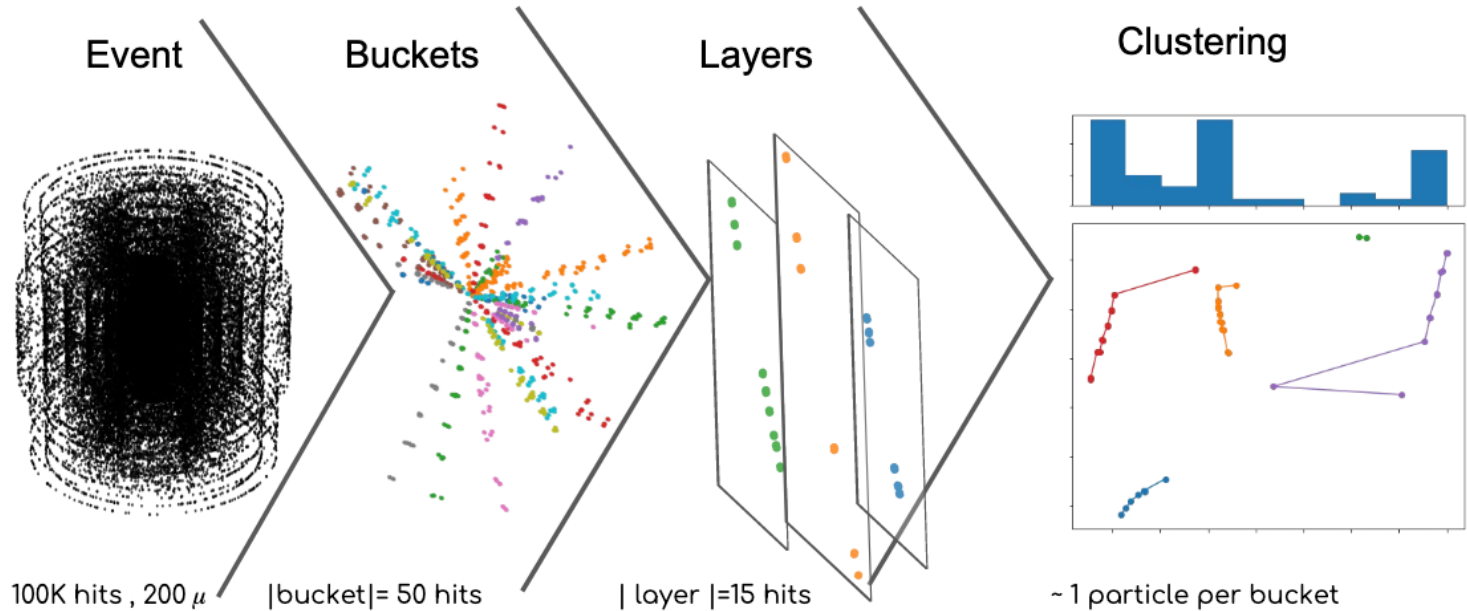 Event
Buckets
Layers
Clustering
100K hits , 200 μ
|bucket|= 50 hits
| layer |=15 hits
~ 1 particle per bucket